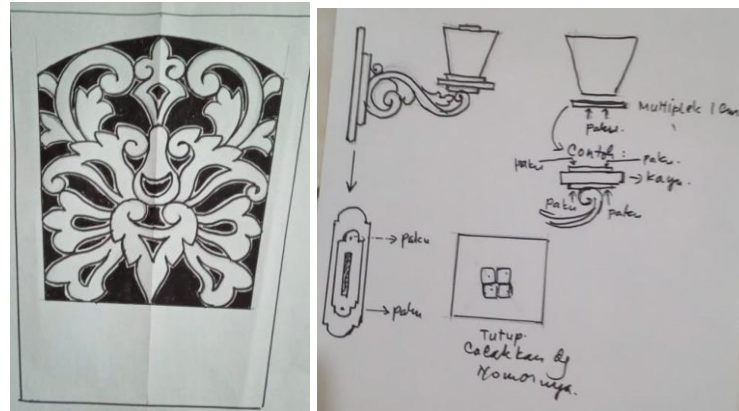 Multiplek 1 Cm
paku.
Contoh :
paku
paku.
Kayu.
paku
paku
paku
paku
Tutup.
Cocokkan dg
Nomornya.